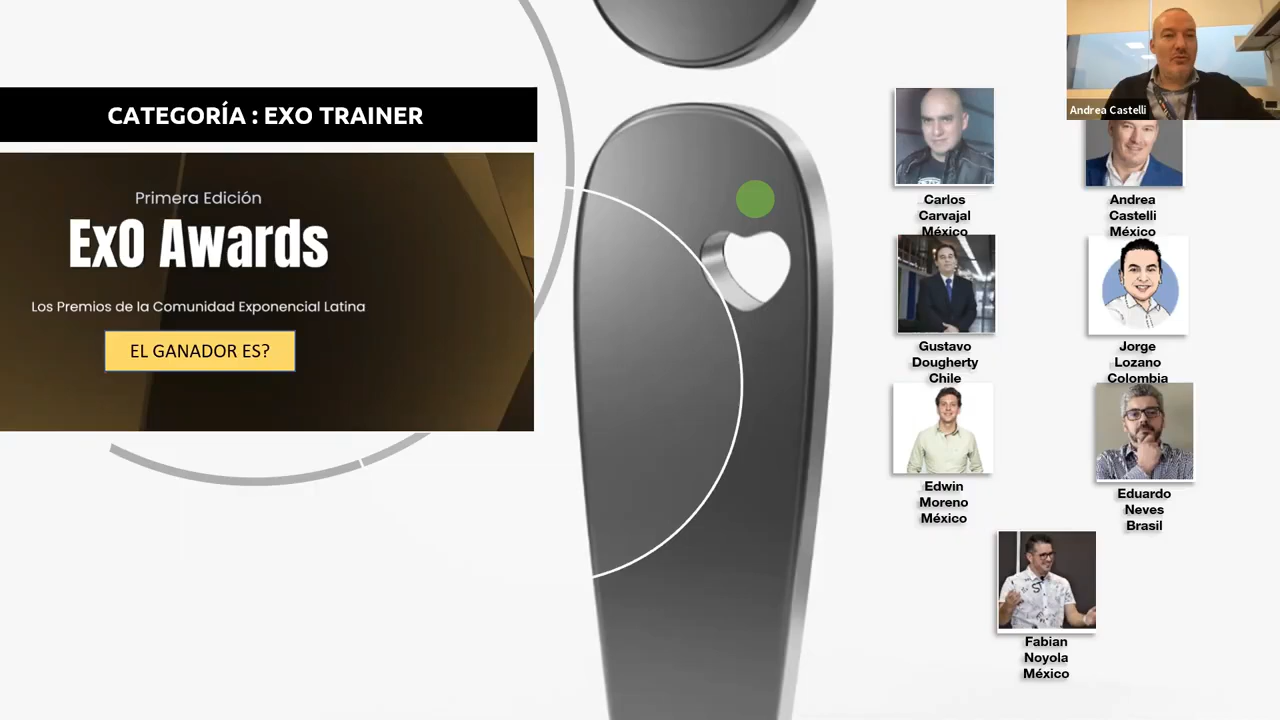 CATEGORÍA : EXO TRAINER
Primera Edición
ExO Awards
Los Premios de la Comunidad Exponencial Latina
EL GANADOR ES?
Andrea Castelli
Carlos
Carvajal
México
Andrea
Castelli
México
Gustavo
Dougherty
Chile
Jorge
Lozano
Colombia
Edwin
Moreno
México
Eduardo
Neves
Brasil
Fabian
Noyola
México